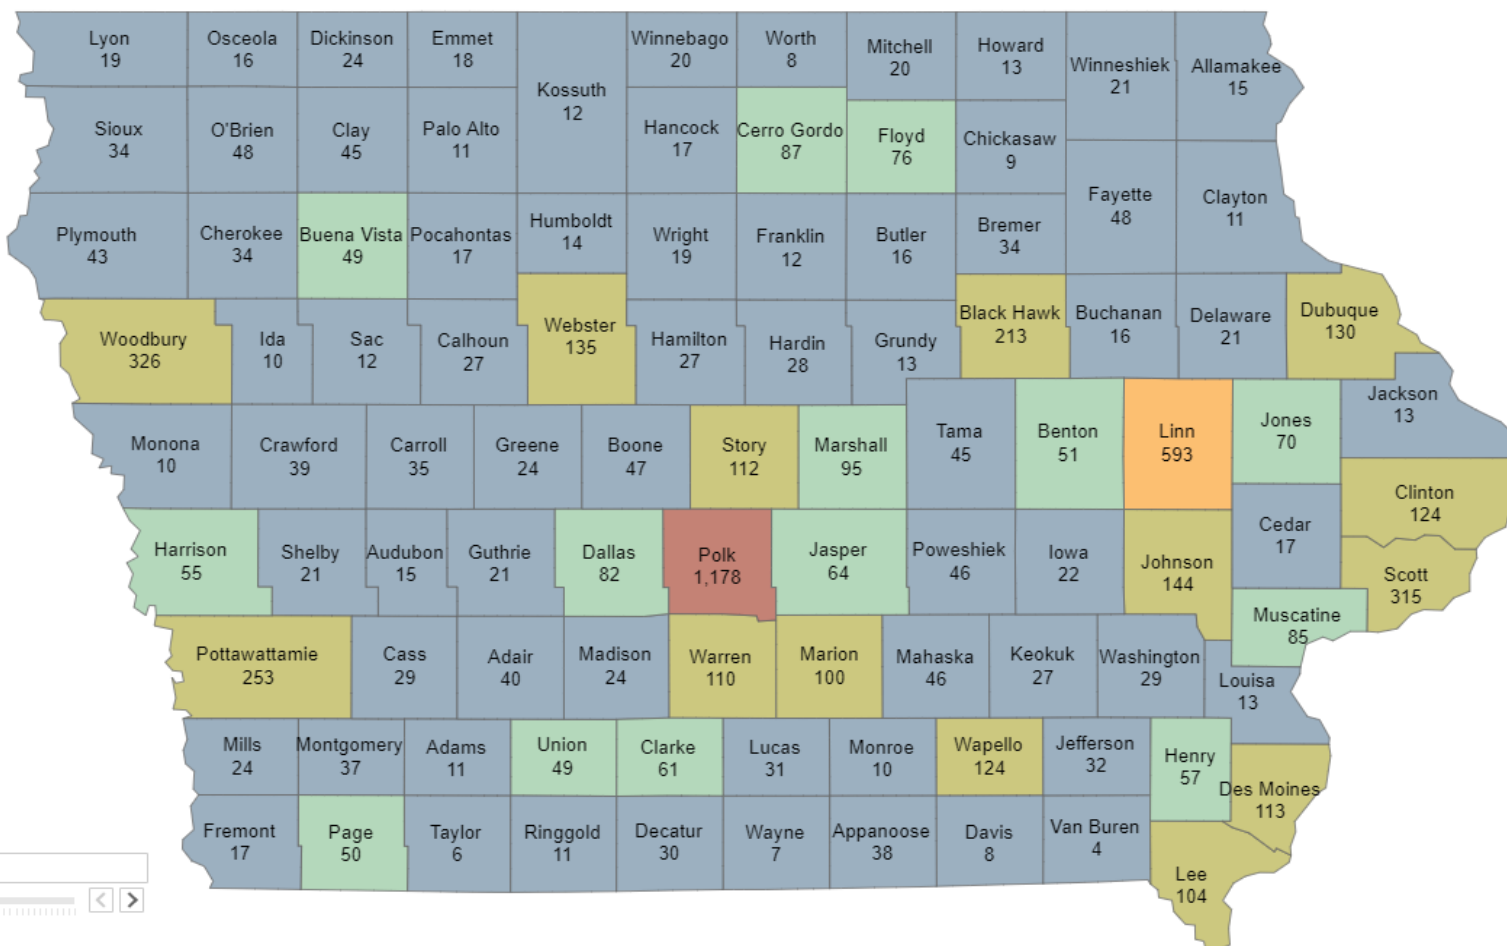 Lyon
19
Osceola
16
Dickinson
24
Emmet
18
Kossuth
12
Winnebago
20
Worth
8
Mitchell
20
Howard
13
Winneshiek
21
Allamakee
15
Sioux
34
O'Brien
48
Clay
45
Palo Alto
11
Hancock
17
Cerro Gordo
87
Floyd
76
Chickasaw
9
Fayette
48
Clayton
11
Plymouth
43
Cherokee
34
Buena Vista
49
Pocahontas
17
Humboldt
14
Wright
19
Franklin
12
Butler
16
Bremer
34
Woodbury
326
Ida
10
Sac
12
Calhoun
27
Webster
135
Hamilton
27
Hardin
28
Grundy
13
Black Hawk
213
Buchanan
16
Delaware
21
Dubuque
130
Jackson
13
Monona
10
Crawford
39
Carroll
35
Greene
24
Boone
47
Story
112
Marshall
95
Tama
45
Benton
51
Linn
593
Jones
70
Clinton
124
Cedar
17
Harrison
55
Shelby
21
Audubon
15
Guthrie
21
Dallas
82
Polk
1,178
Jasper
64
Poweshiek
46
Iowa
22
Johnson
144
Scott
315
Muscatine
85
Pottawattamie
253
Cass
29
Adair
40
Madison
24
Warren
110
Marion
100
Mahaska
46
Keokuk
27
Washington
29
Louisa
13
Mills
24
Montgomery
37
Adams
11
Union
49
Clarke
61
Lucas
31
Monroe
10
Wapello
124
Jefferson
32
Henry
57
Des Moines
113
Fremont
17
Page
50
Taylor
6
Ringgold
11
Decatur
30
Wayne
7
Appanoose
38
Davis
8
Van Buren
4
Lee
104